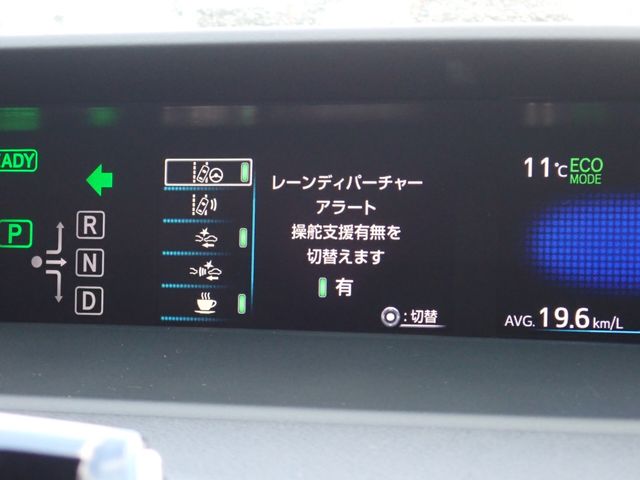 EADY
P
R
N
D
レーンディパーチャー
アラート
操舵支援有無を
切替えます
有
:切替
11℃
ECO
MODE
AVG. 19.6 km/L